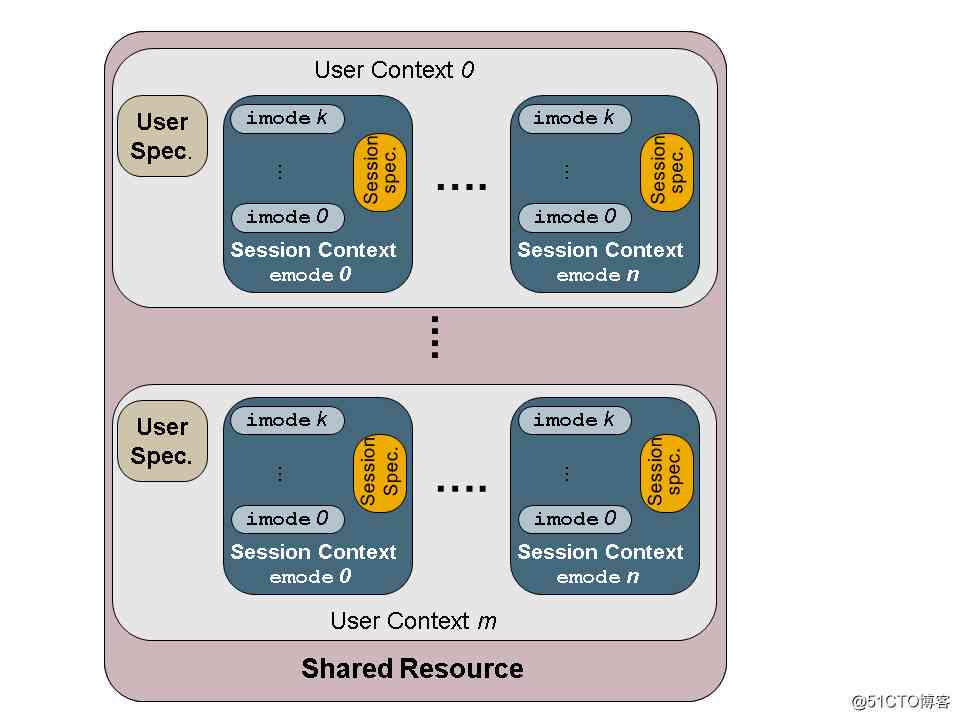 User Context 0
User
Spec.
imode k
⋮
imode 0
Session
spec.
Session Context
emode 0
....
imode k
⋮
imode 0
Session
spec.
Session Context
emode n
User
Spec.
imode k
⋮
imode 0
Session
Spec.
Session Context
emode 0
....
imode k
⋮
imode 0
Session
spec.
Session Context
emode n
User Context m
Shared Resource
@51CTO博客